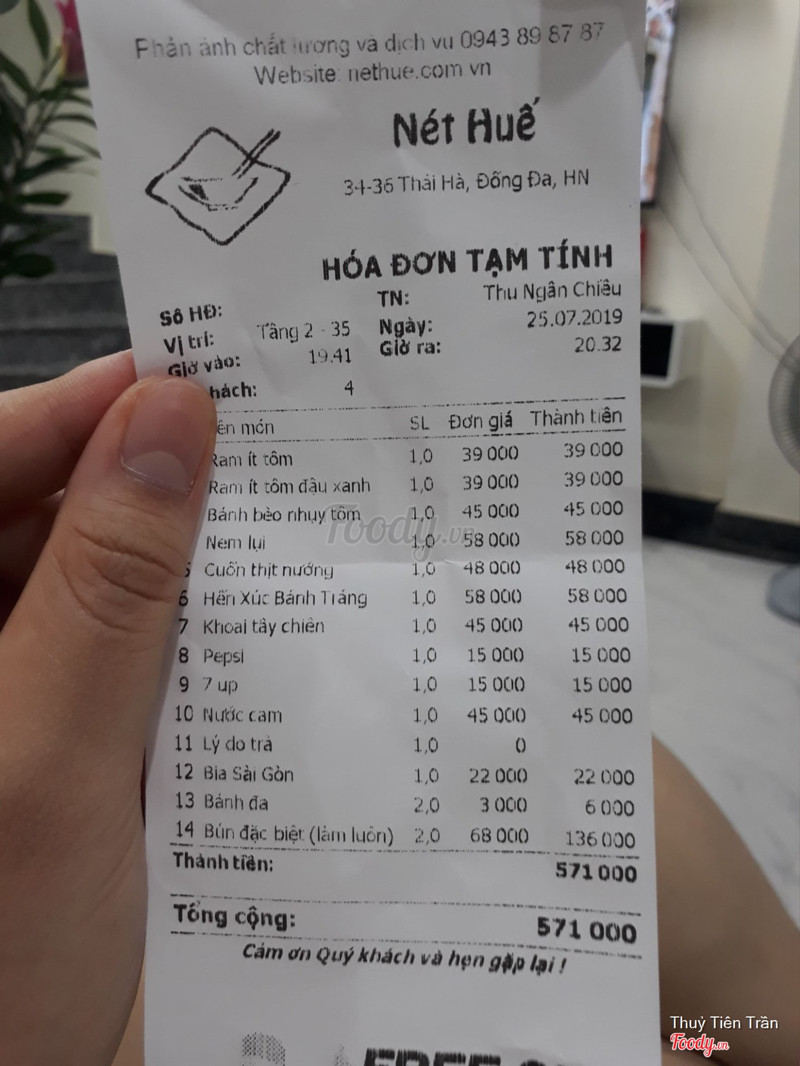 Phản ánh chất lượng và dịch vụ 0943 89 87 87
Website: nethue.com.vn
Nét Huế
34-36 Thái Hà, Đống Đa, HN
HÓA ĐƠN TẠM TÍNH
Số HĐ: TN: Thu Ngân Chiều
Vị trí: Tầng 2 - 35 Ngày: 25.07.2019
Giờ vào: 19.41 Giờ ra: 20.32
hách: 4
ên món SL Đơn giá Thành tiền
Ram ít tôm 1,0 39 000 39 000
Ram ít tôm đậu xanh 1,0 39 000 39 000
Bánh bèo nhụy tôm 1,0 45 000 45 000
Nem lụi 1,0 58 000 58 000
5 Cuốn thịt nướng 1,0 48 000 48 000
6 Hến Xúc Bánh Tráng 1,0 58 000 58 000
7 Khoai tây chiên 1,0 45 000 45 000
8 Pepsi 1,0 15 000 15 000
9 7 up 1,0 15 000 15 000
10 Nước cam 1,0 45 000 45 000
11 Lý do trả 1,0 0
12 Bia Sài Gòn 1,0 22 000 22 000
13 Bánh đa 2,0 3 000 6 000
14 Bún đặc biệt (làm luôn) 2,0 68 000 136 000
Thành tiền: 571 000
Tổng cộng: 571 000
Cảm ơn Quý khách và hẹn gặp lại !
Foody.vn
Thuỷ Tiên Trần
Foody.vn